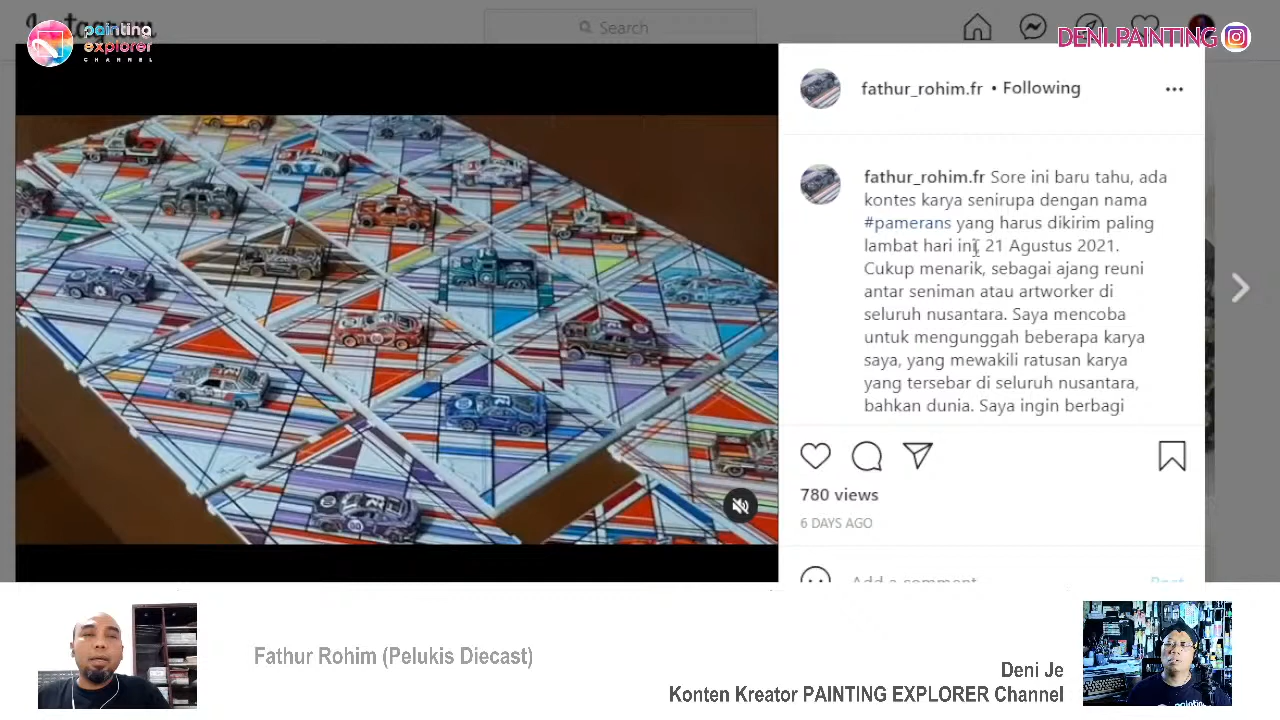 Instagram
Search
painting
explorer
CHANNEL
DENI.PAINTING
fathur_rohim.fr • Following
fathur_rohim.fr Sore ini baru tahu, ada
kontes karya senirupa dengan nama
#pamerans yang harus dikirim paling
lambat hari ini 21 Agustus 2021.
Cukup menarik, sebagai ajang reuni
antar seniman atau artworker di
seluruh nusantara. Saya mencoba
untuk mengunggah beberapa karya
saya, yang mewakili ratusan karya
yang tersebar di seluruh nusantara,
bahkan dunia. Saya ingin berbagi
780 views
6 DAYS AGO
Add a comment
Post
Fathur Rohim (Pelukis Diecast)
Deni Je
Konten Kreator PAINTING EXPLORER Channel